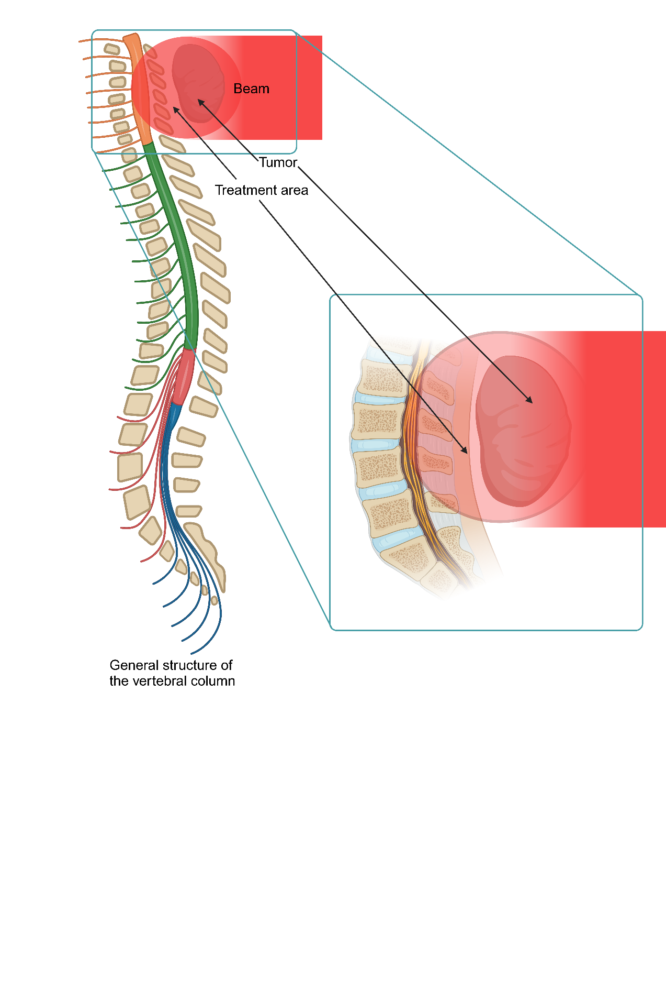 Beam
Tumor
Treatment area
General structure of
the vertebral column